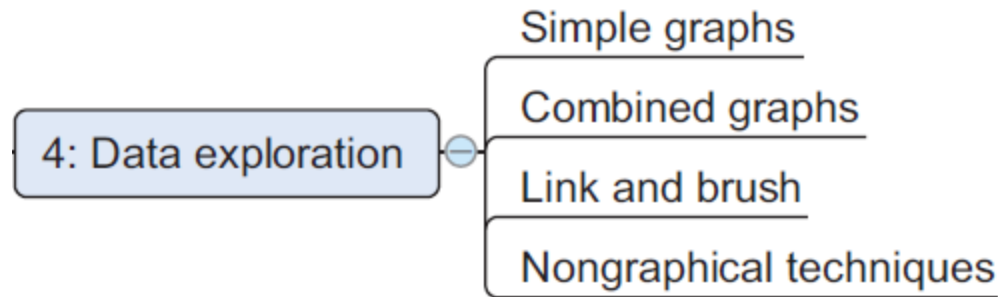 Simple graphs
Combined graphs
4: Data exploration
Link and brush
Nongraphical techniques